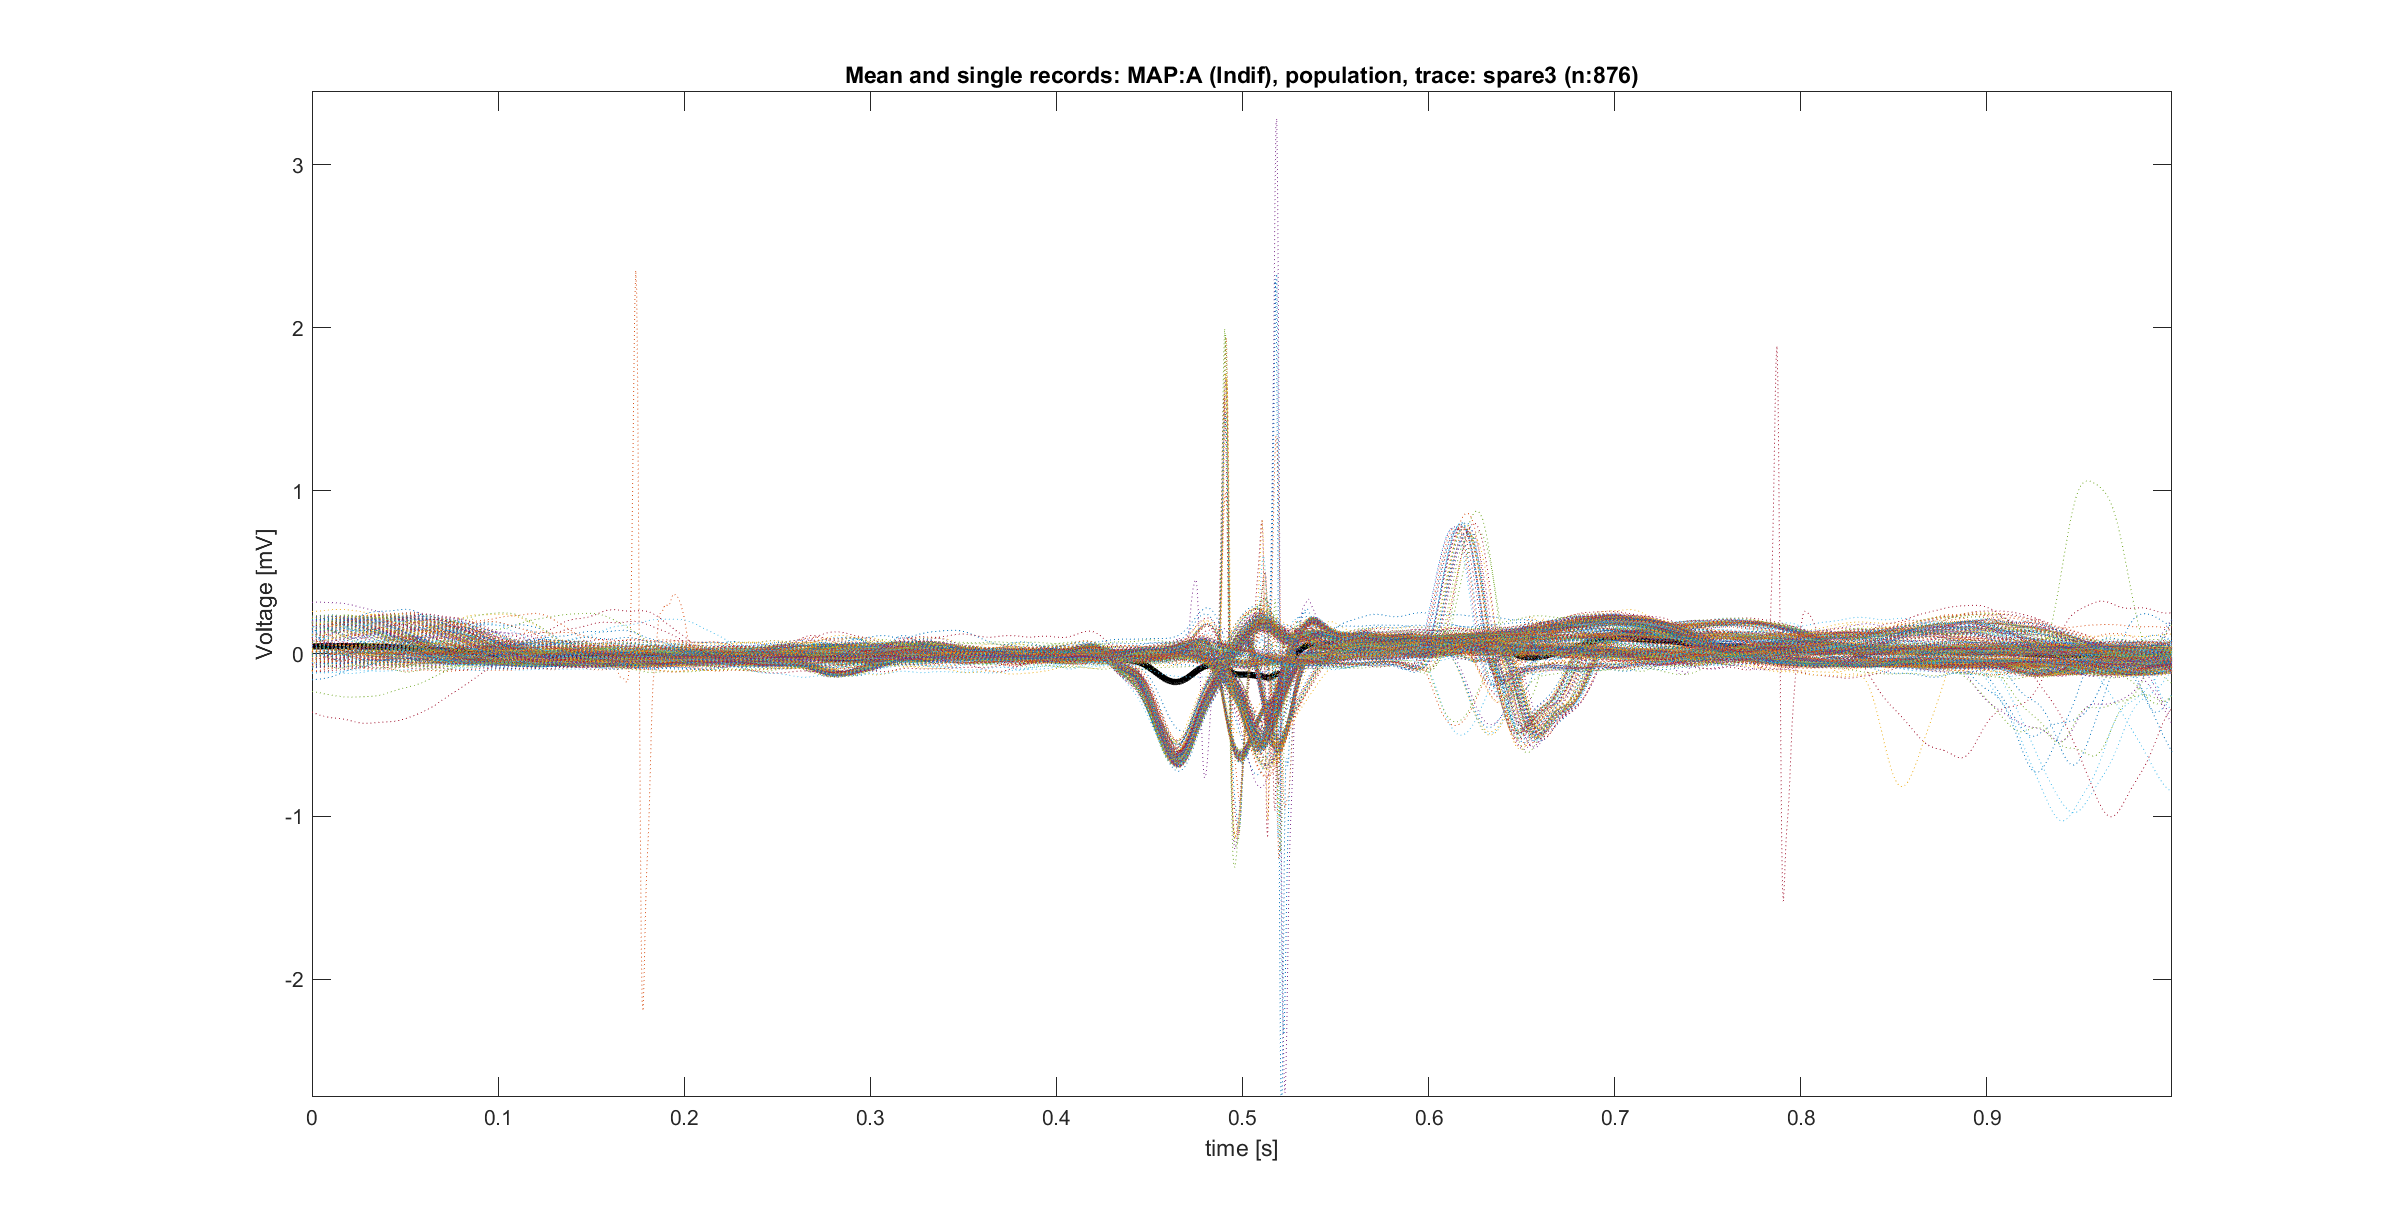 Mean and single records: MAP:A (Indif), population, trace: spare3 (n:876)
3
2
1
0
-1
-2
Voltage [mV]
0 0.1 0.2 0.3 0.4 0.5 0.6 0.7 0.8 0.9
time [s]